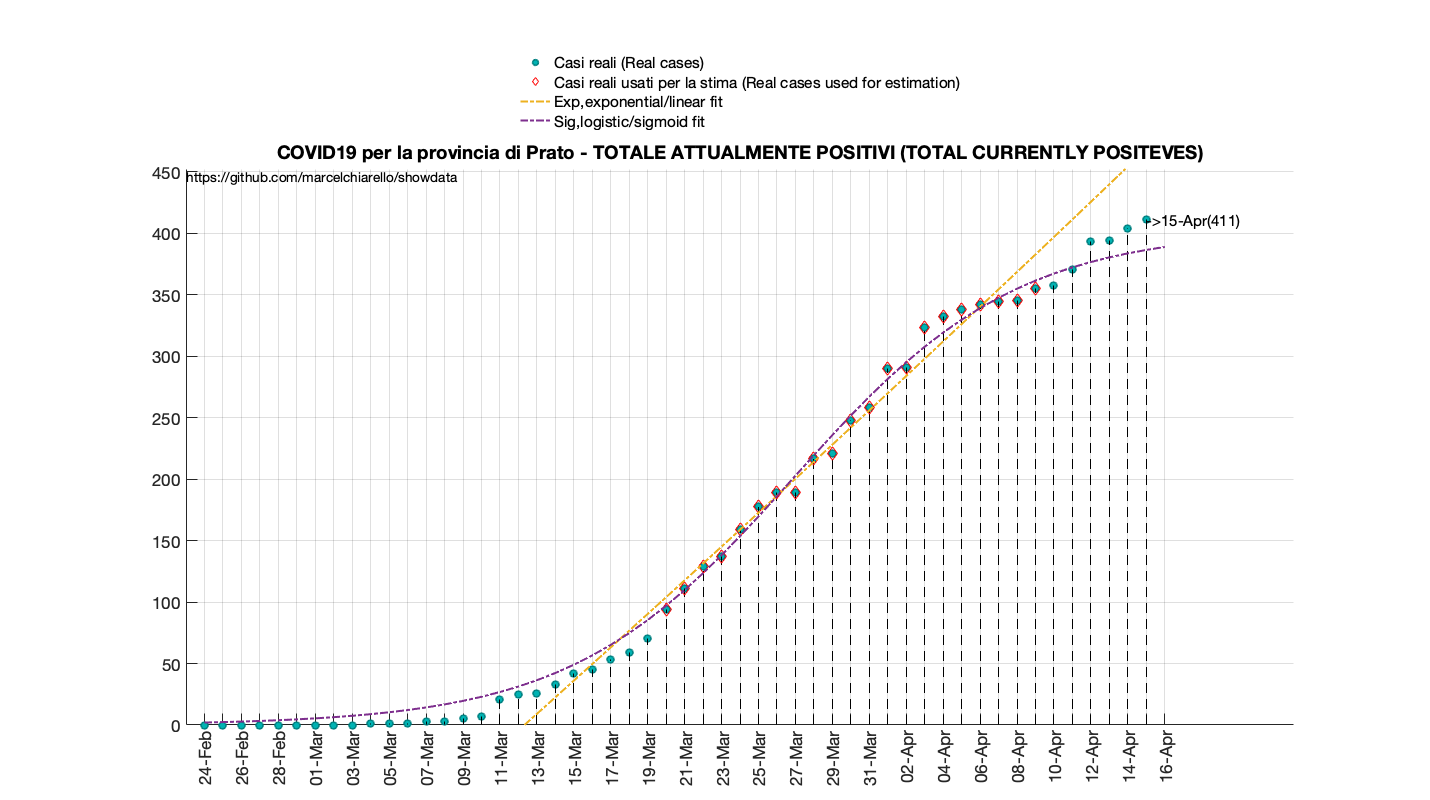 Casi reali (Real cases)
Casi reali usati per la stima (Real cases used for estimation)
Exp,exponential/linear fit
Sig,logistic/sigmoid fit
COVID19 per la provincia di Prato - TOTALE ATTUALMENTE POSITIVI (TOTAL CURRENTLY POSITEVES)
https://github.com/marcelchiarello/showdata
450
400
350
300
250
200
150
100
50
0
->15-Apr(411)
24-Feb
26-Feb
28-Feb
01-Mar
03-Mar
05-Mar
07-Mar
09-Mar
11-Mar
13-Mar
15-Mar
17-Mar
19-Mar
21-Mar
23-Mar
25-Mar
27-Mar
29-Mar
31-Mar
02-Apr
04-Apr
06-Apr
08-Apr
10-Apr
12-Apr
14-Apr
16-Apr